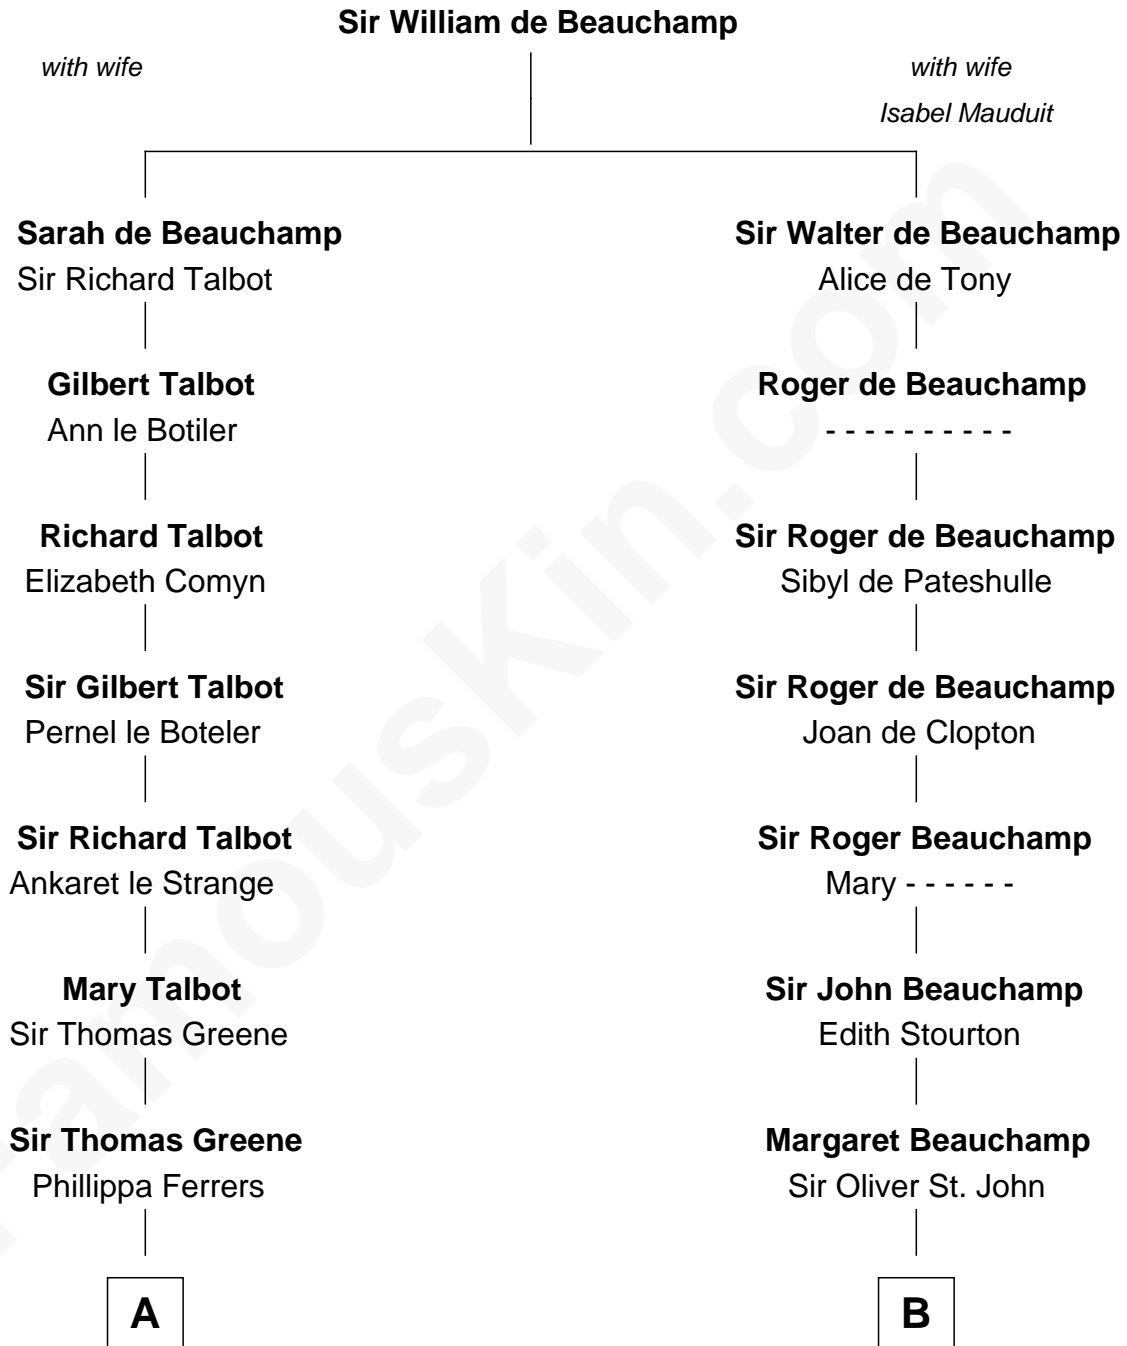 Sir William de Beauchamp
with wife
with wife
Isabel Mauduit
Sarah de Beauchamp
Sir Richard Talbot
Sir Walter de Beauchamp
Alice de Tony
Gilbert Talbot
Ann le Botiler
Roger de Beauchamp
- - - - - - - - - -
Richard Talbot
Elizabeth Comyn
Sir Roger de Beauchamp
Sibyl de Pateshulle
Sir Gilbert Talbot
Pernel le Boteler
Sir Roger de Beauchamp
Joan de Clopton
Sir Richard Talbot
Ankaret le Strange
Sir Roger Beauchamp
Mary - - - - - -
Mary Talbot
Sir Thomas Greene
Sir John Beauchamp
Edith Stourton
Sir Thomas Greene
Phillippa Ferrers
Margaret Beauchamp
Sir Oliver St. John
A
B
FamousKin.com